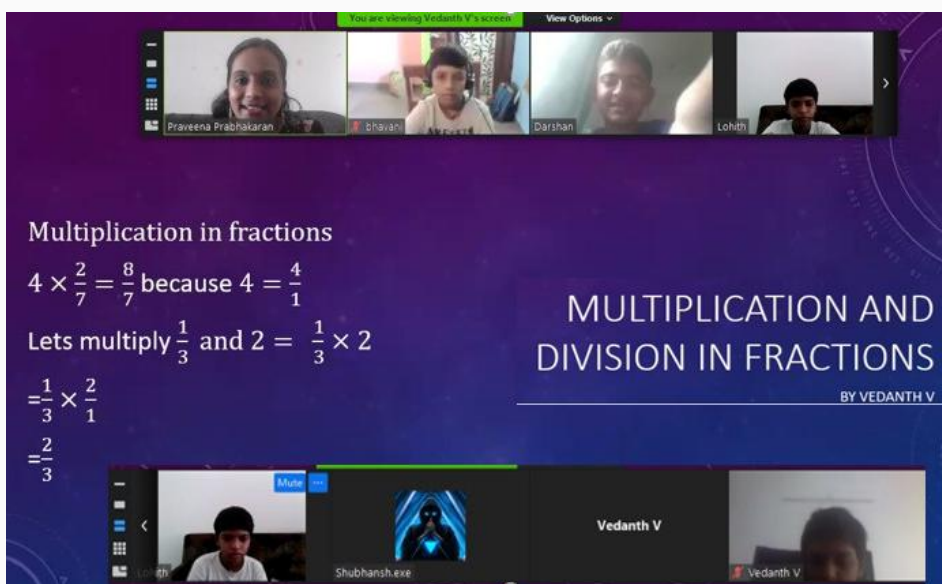 You are viewing Vedanth V's screen View Options
Praveena Prabhakaran bhavani Darshan Lohith
Multiplication in fractions
4 × 2/7 = 8/7 because 4 = 4/1
Lets multiply 1/3 and 2 = 1/3 × 2
=1/3 × 2/1
=2/3
MULTIPLICATION AND
DIVISION IN FRACTIONS
BY VEDANTH V
Mute
Vedanth V
Lohith Shubhansh.exe Vedanth V